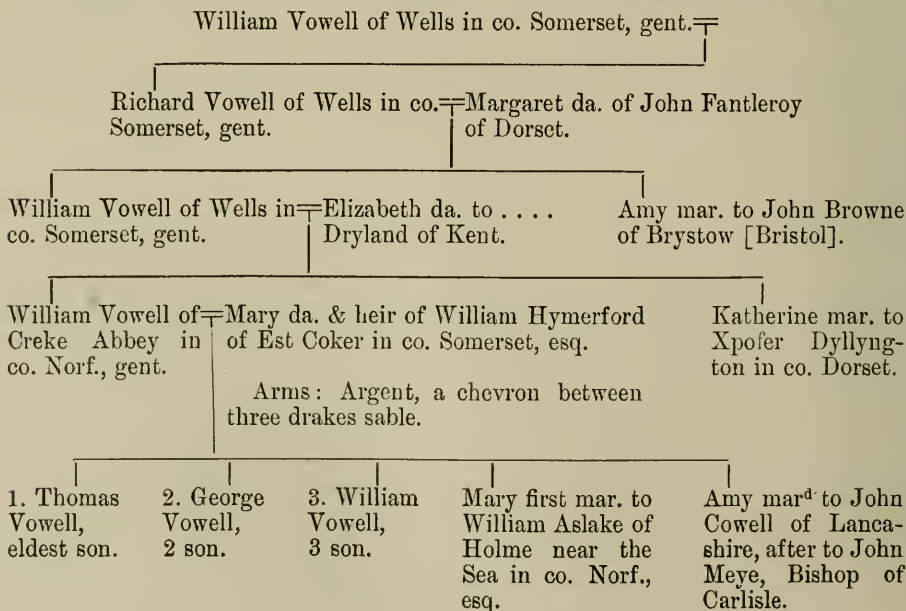 William Vowell of Wells in co. Somerset, gent.
Richard Vowell of Wells in co.
Somerset, gent.
Margaret da. of John Fantleroy
of Dorset.
William Vowell of Wells in
co. Somerset, gent.
Elizabeth da. to . . . .
Dryland of Kent.
Amy mar. to John Browne
of Brystow [Bristol].
William Vowell of
Creke Abbey in
co. Norf., gent.
Mary da. & heir of William Hymerford
of Est Coker in co. Somerset, esq.
Arms: Argent, a chevron between
three drakes sable.
Katherine mar. to
Xpofer Dyllyng-
ton in co. Dorset.
1. Thomas
Vowell,
eldest son.
2. George
Vowell,
2 son.
3. William
Vowell,
3 son.
Mary first mar. to
William Aslake of
Holme near the
Sea in co. Norf.,
esq.
Amy marᵈ· to John
Cowell of Lanca-
shire, after to John
Meye, Bishop of
Carlisle.